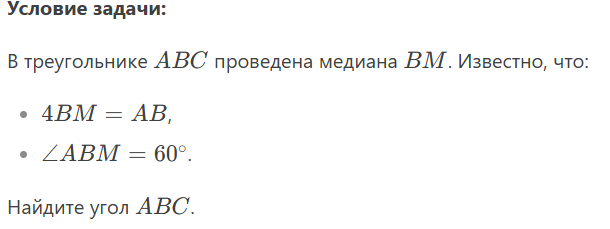 Условие задачи:
В треугольнике ABC проведена медиана BM. Известно, что:
• 4BM = AB,
• ∠ABM = 60°.
Найдите угол ABC.